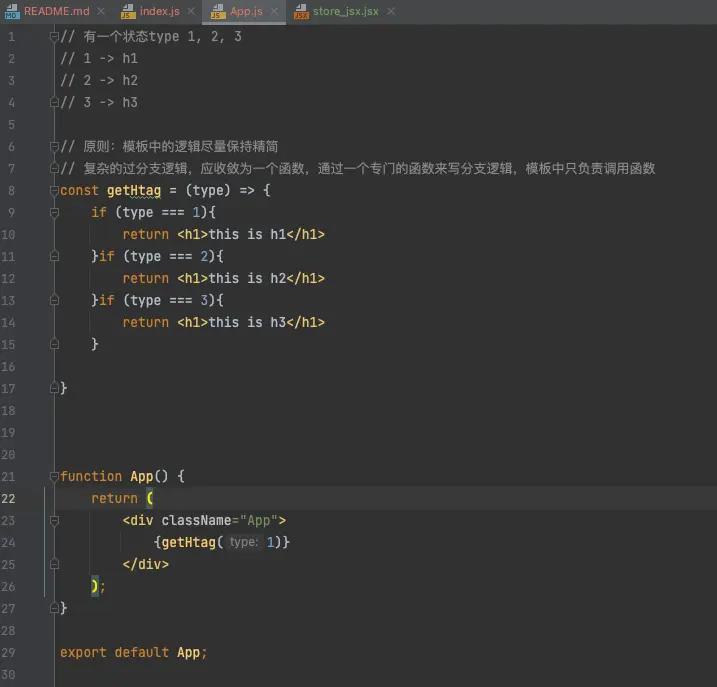 README.md index.js App.js store_jsx.jsx
1 // 有一个状态type 1, 2, 3
2 // 1 -> h1
3 // 2 -> h2
4 // 3 -> h3
5
6 // 原则: 模板中的逻辑尽量保持精简
7 // 复杂的过分支逻辑, 应收敛为一个函数, 通过一个专门的函数来写分支逻辑, 模板中只负责调用函数
8 const getHtag = (type) => {
9     if (type === 1){
10         return <h1>this is h1</h1>
11     }if (type === 2){
12         return <h1>this is h2</h1>
13     }if (type === 3){
14         return <h1>this is h3</h1>
15     }
16
17 }
18
19
20
21 function App() {
22     return (
23         <div className="App">
24             {getHtag( type: 1)}
25         </div>
26     );
27 }
28
29 export default App;
30